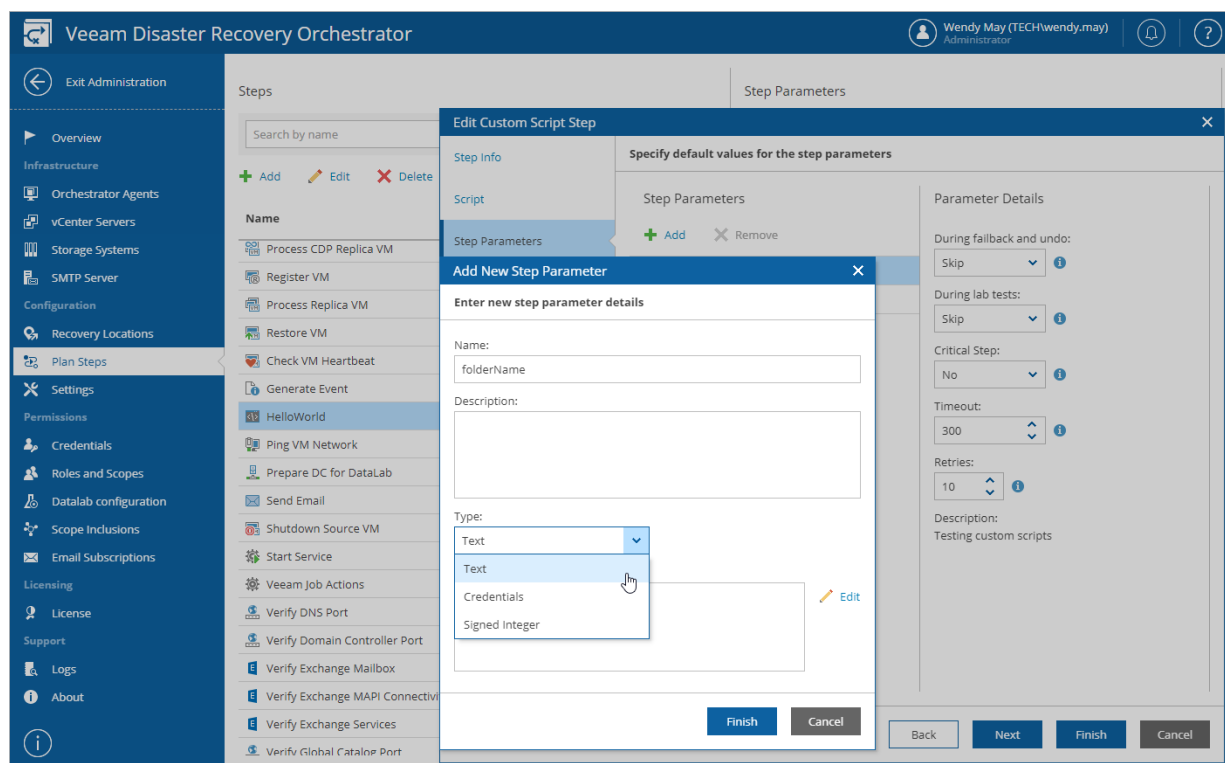 Veeam Disaster Recovery Orchestrator
Wendy May (TECH\wendy.may)
Administrator
?
Exit Administration
Overview
Infrastructure
Orchestrator Agents
vCenter Servers
Storage Systems
SMTP Server
Configuration
Recovery Locations
Plan Steps
Settings
Permissions
Credentials
Roles and Scopes
Datalab configuration
Scope Inclusions
Email Subscriptions
Licensing
License
Support
Logs
About
Steps
Search by name
Add Edit Delete
Name
Process CDP Replica VM
Register VM
Process Replica VM
Restore VM
Check VM Heartbeat
Generate Event
HelloWorld
Ping VM Network
Prepare DC for DataLab
Send Email
Shutdown Source VM
Start Service
Veeam Job Actions
Verify DNS Port
Verify Domain Controller Port
Verify Exchange Mailbox
Verify Exchange MAPI Connectivi
Verify Exchange Services
Verify Global Catalog Port
Step Parameters
Edit Custom Script Step
Step Info
Script
Step Parameters
Specify default values for the step parameters
Step Parameters
Add Remove
Parameter Details
During failback and undo:
Skip
During lab tests:
Skip
Critical Step:
No
Timeout:
300
Retries:
10
Description:
Testing custom scripts
Add New Step Parameter
Enter new step parameter details
Name:
folderName
Description:
Type:
Text
Text
Credentials
Signed Integer
Edit
Finish Cancel
Back Next Finish Cancel